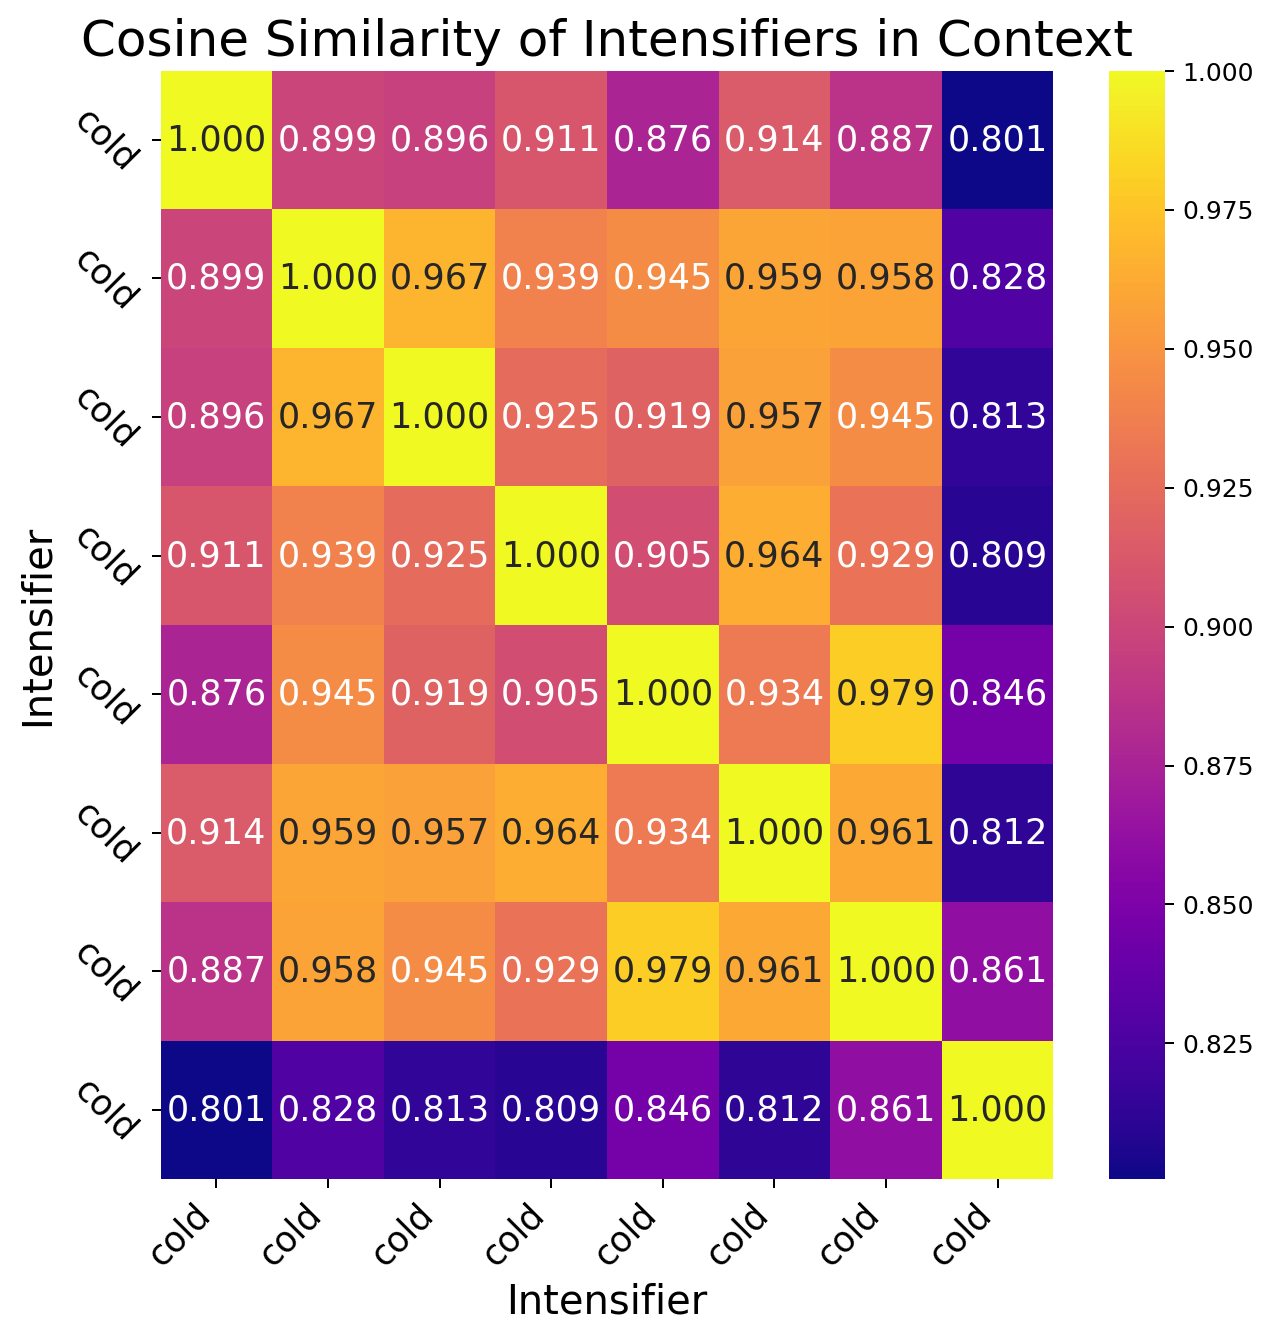 Cosine Similarity of Intensifiers in Context
cold 1.000 0.899 0.896 0.911 0.876 0.914 0.887 0.801
cold 0.899 1.000 0.967 0.939 0.945 0.959 0.958 0.828
cold 0.896 0.967 1.000 0.925 0.919 0.957 0.945 0.813
cold 0.911 0.939 0.925 1.000 0.905 0.964 0.929 0.809
cold 0.876 0.945 0.919 0.905 1.000 0.934 0.979 0.846
cold 0.914 0.959 0.957 0.964 0.934 1.000 0.961 0.812
cold 0.887 0.958 0.945 0.929 0.979 0.961 1.000 0.861
cold 0.801 0.828 0.813 0.809 0.846 0.812 0.861 1.000
cold cold cold cold cold cold cold cold
Intensifier
Intensifier
1.000
0.975
0.950
0.925
0.900
0.875
0.850
0.825